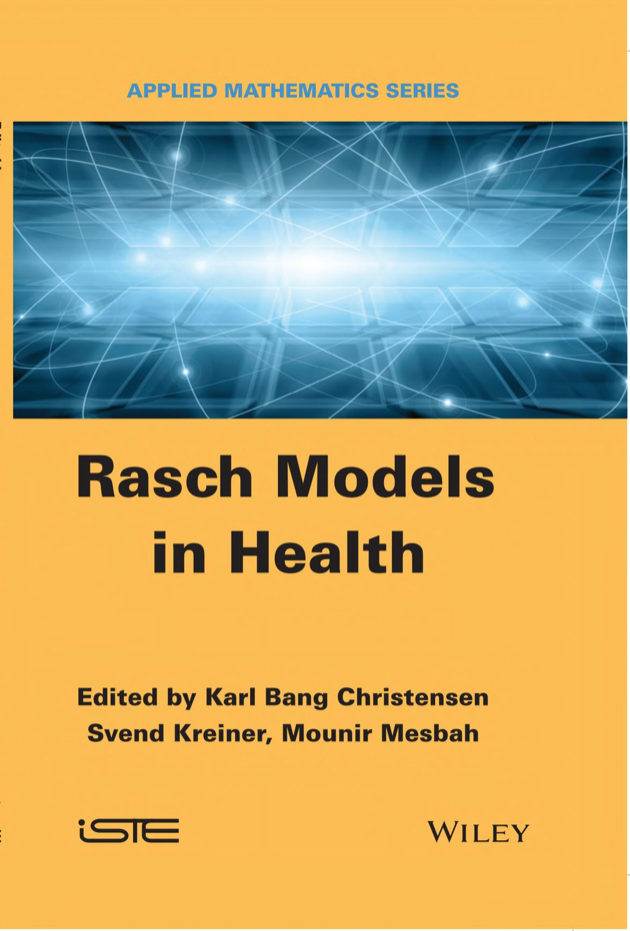 APPLIED MATHEMATICS SERIES
Rasch Models
in Health
Edited by Karl Bang Christensen
Svend Kreiner, Mounir Mesbah
iSTE
WILEY